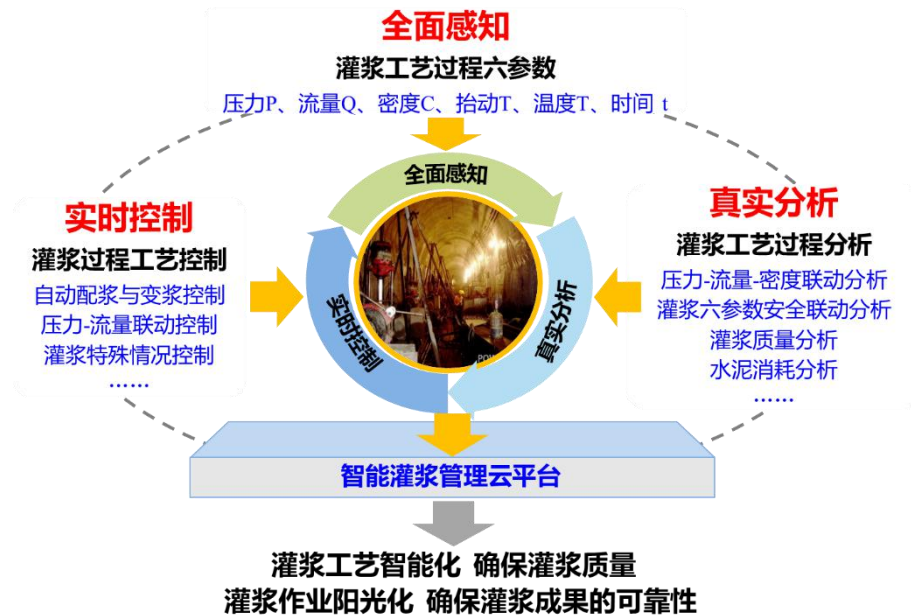 全面感知
灌浆工艺过程六参数
压力P、流量Q、密度C、抬动T、温度T、时间 t
全面感知
实时控制
灌浆过程工艺控制
自动配浆与变浆控制
压力-流量联动控制
灌浆特殊情况控制
……
实时控制
真实分析
真实分析
灌浆工艺过程分析
压力-流量-密度联动分析
灌浆六参数安全联动分析
灌浆质量分析
水泥消耗分析
……
智能灌浆管理云平台
灌浆工艺智能化 确保灌浆质量
灌浆作业阳光化 确保灌浆成果的可靠性